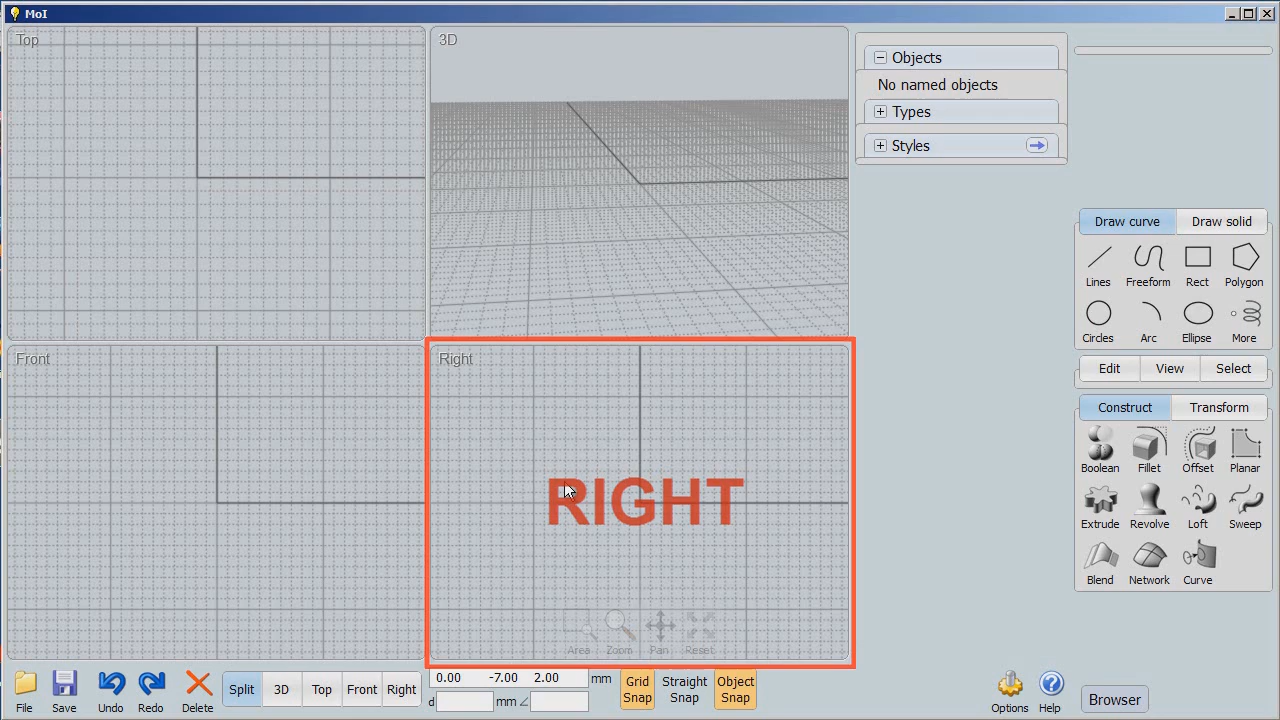 MoI
Top
3D
Front
Right
RIGHT
Area Zoom Pan Reset
Objects
No named objects
Types
Styles
Draw curve Draw solid
Lines Freeform Rect Polygon
Circles Arc Ellipse More
Edit View Select
Construct Transform
Boolean Fillet Offset Planar
Extrude Revolve Loft Sweep
Blend Network Curve
File Save Undo Redo Delete
Split 3D Top Front Right
0.00 -7.00 2.00 mm
d mm ∠
Grid Snap
Straight Snap
Object Snap
Options Help
Browser